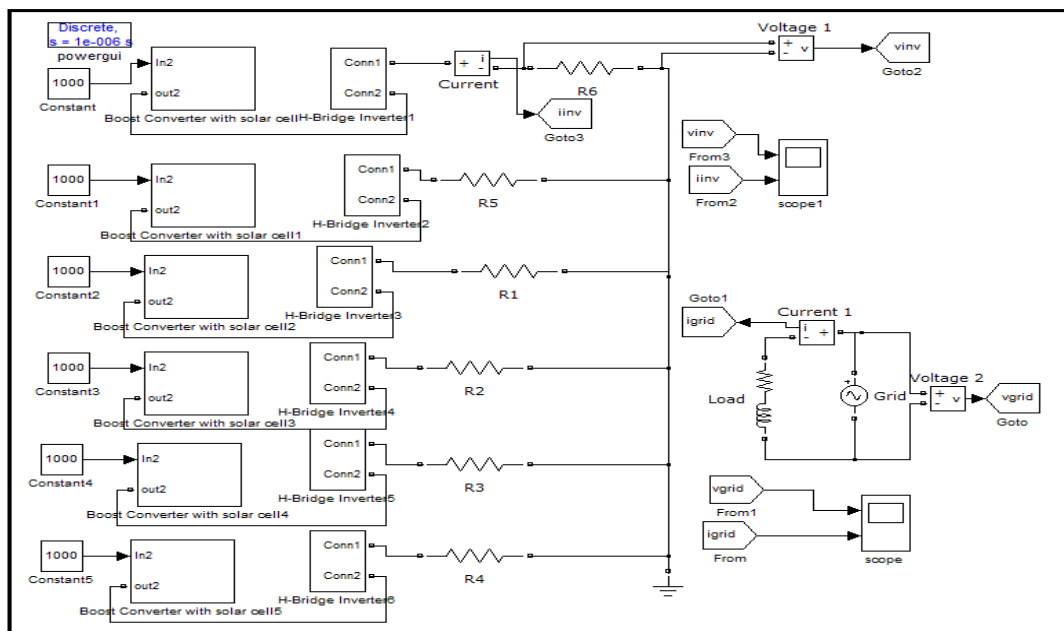 Discrete,
s = 1e-006 s
powergui
1000
Constant
In2
out2
Boost Converter with solar cell
Conn1
Conn2
H-Bridge Inverter1
+
-
i
Current
R6
iinv
Goto3
Voltage 1
+
-
v
vinv
Goto2
1000
Constant1
In2
out2
Boost Converter with solar cell1
Conn1
Conn2
H-Bridge Inverter2
R5
vinv
From3
iinv
From2
scope1
1000
Constant2
In2
out2
Boost Converter with solar cell2
Conn1
Conn2
H-Bridge Inverter3
R1
Goto1
igrid
Current 1
i
-
+
1000
Constant3
In2
out2
Boost Converter with solar cell3
Conn1
Conn2
H-Bridge Inverter4
R2
Load
+
Grid
Voltage 2
+
-
v
vgrid
Goto
1000
Constant4
In2
out2
Boost Converter with solar cell4
Conn1
Conn2
H-Bridge Inverter5
R3
vgrid
From1
igrid
From
scope
1000
Constant5
In2
out2
Boost Converter with solar cell5
Conn1
Conn2
H-Bridge Inverter6
R4